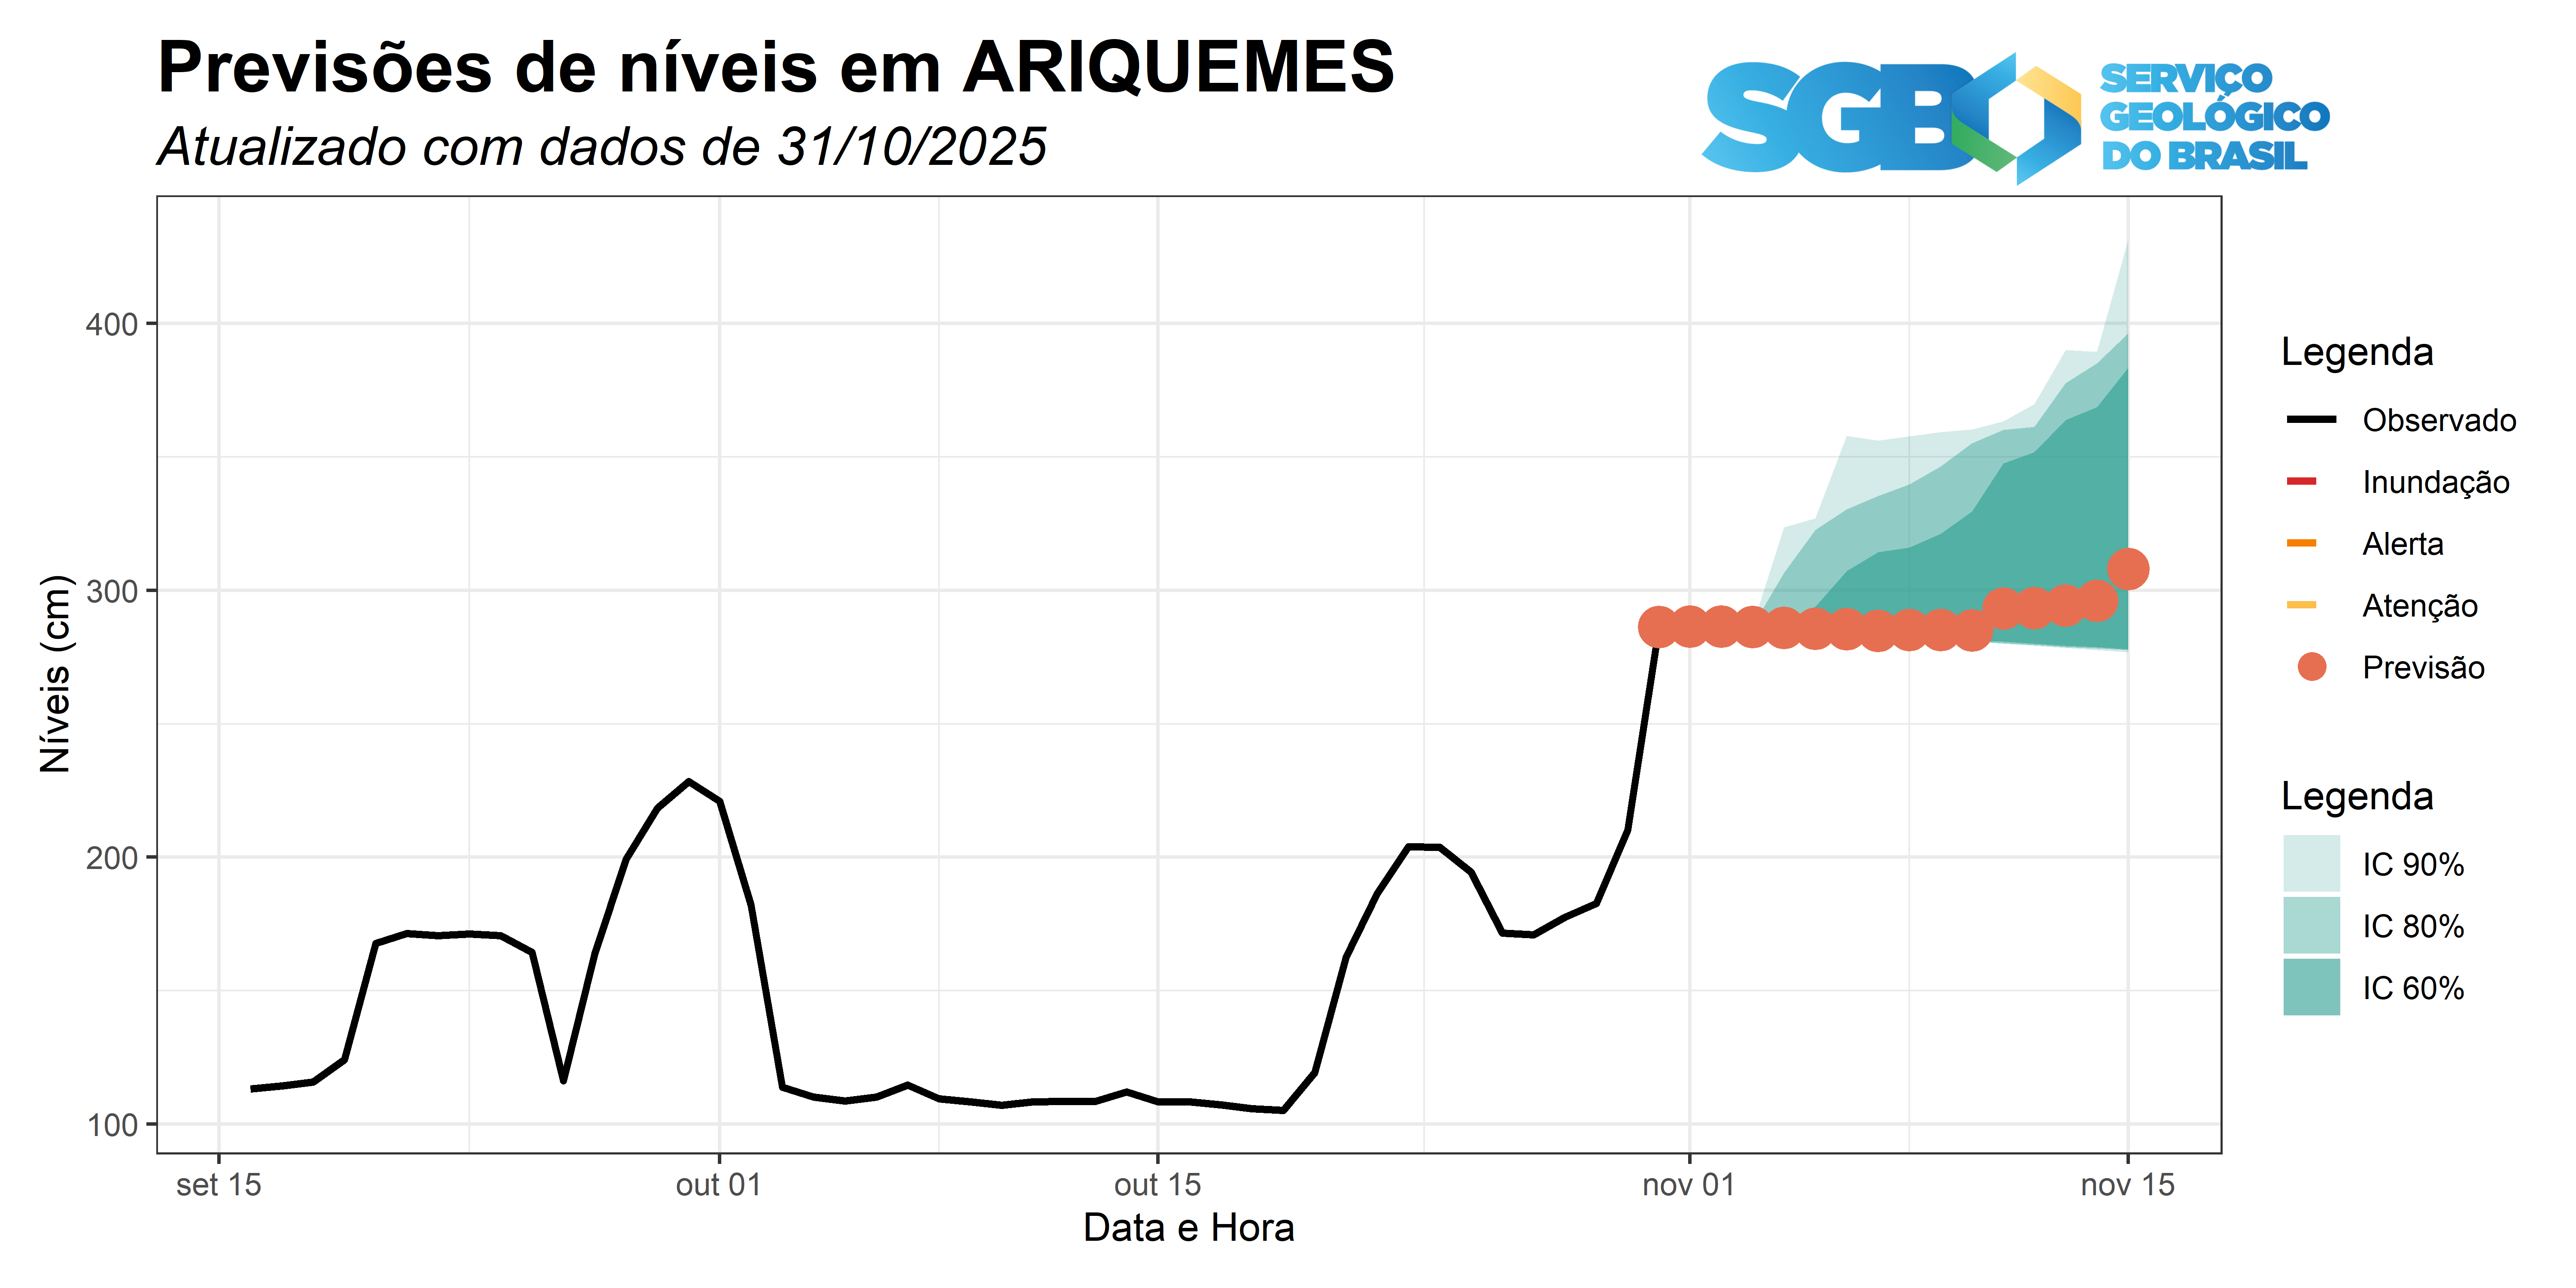 Previsões de níveis em ARIQUEMES
Atualizado com dados de 31/10/2025
SGB
SERVIÇO
GEOLÓGICO
DO BRASIL
Níveis (cm)
400
300
200
100
set 15
out 01
out 15
nov 01
nov 15
Data e Hora
Legenda
Observado
Inundação
Alerta
Atenção
Previsão
Legenda
IC 90%
IC 80%
IC 60%